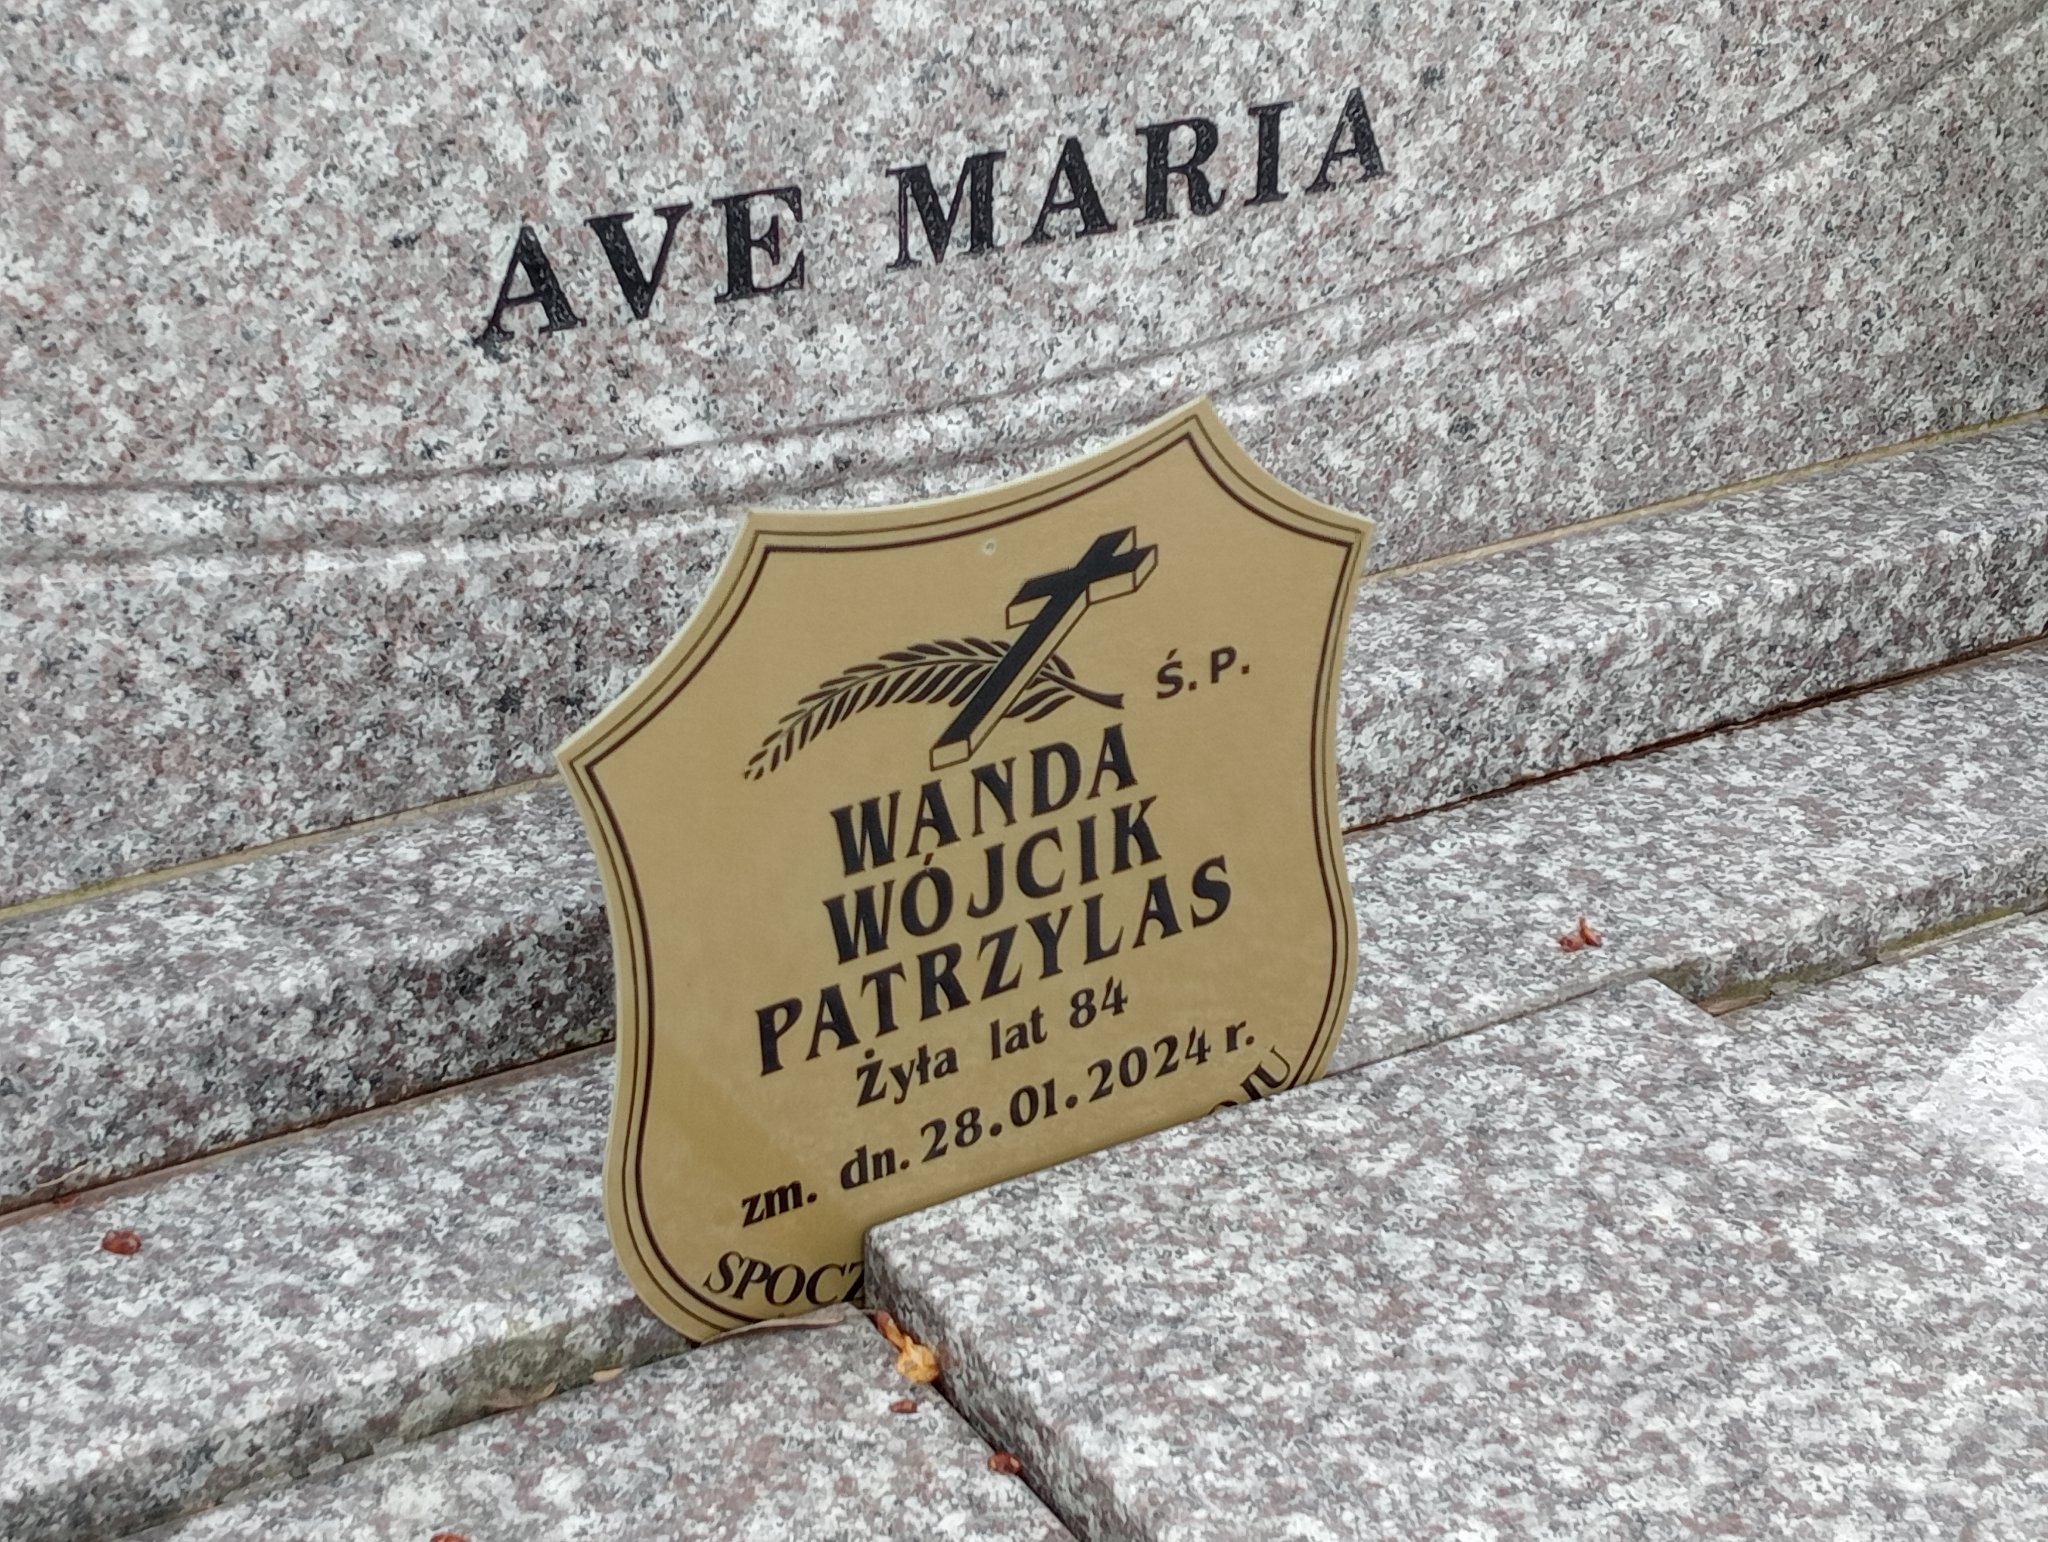 AVE MARIA
Ś.P.
WANDA
WÓJCIK
PATRZYLAS
Żyła lat 84
zm. dn. 28.01.2024 r.